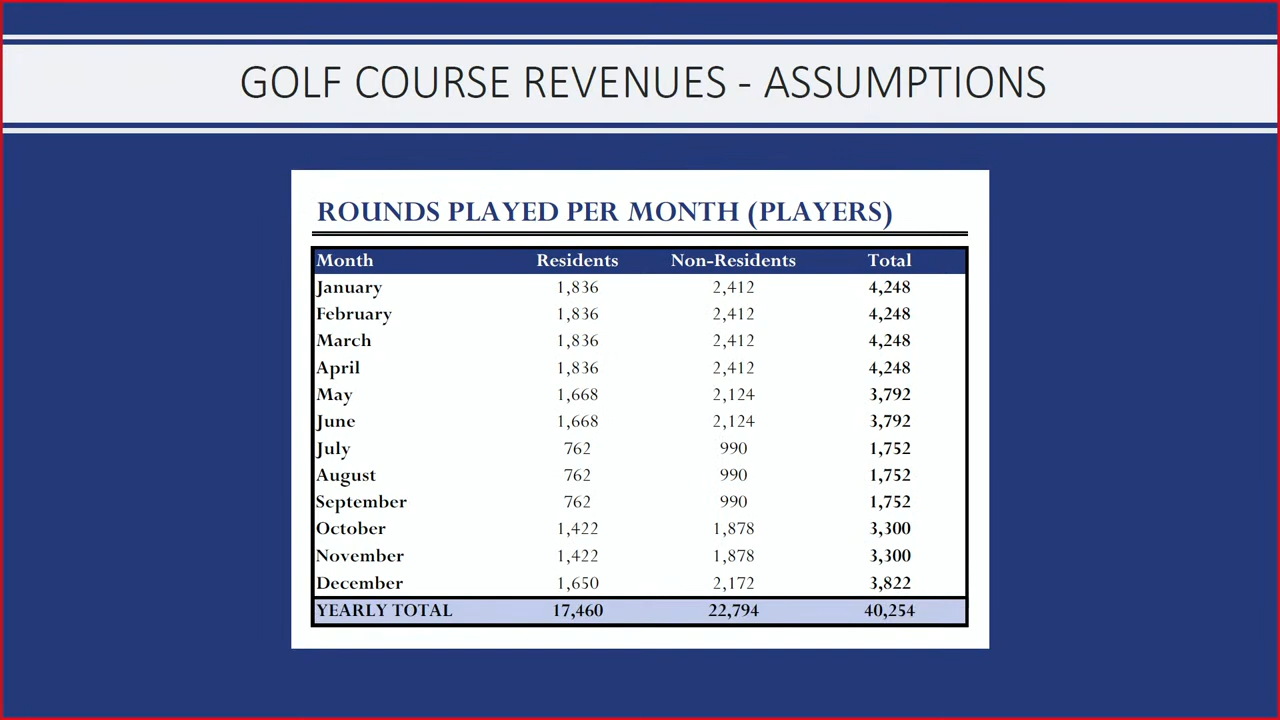 GOLF COURSE REVENUES - ASSUMPTIONS
ROUNDS PLAYED PER MONTH (PLAYERS)
Month Residents Non-Residents Total
January 1,836 2,412 4,248
February 1,836 2,412 4,248
March 1,836 2,412 4,248
April 1,836 2,412 4,248
May 1,668 2,124 3,792
June 1,668 2,124 3,792
July 762 990 1,752
August 762 990 1,752
September 762 990 1,752
October 1,422 1,878 3,300
November 1,422 1,878 3,300
December 1,650 2,172 3,822
YEARLY TOTAL 17,460 22,794 40,254